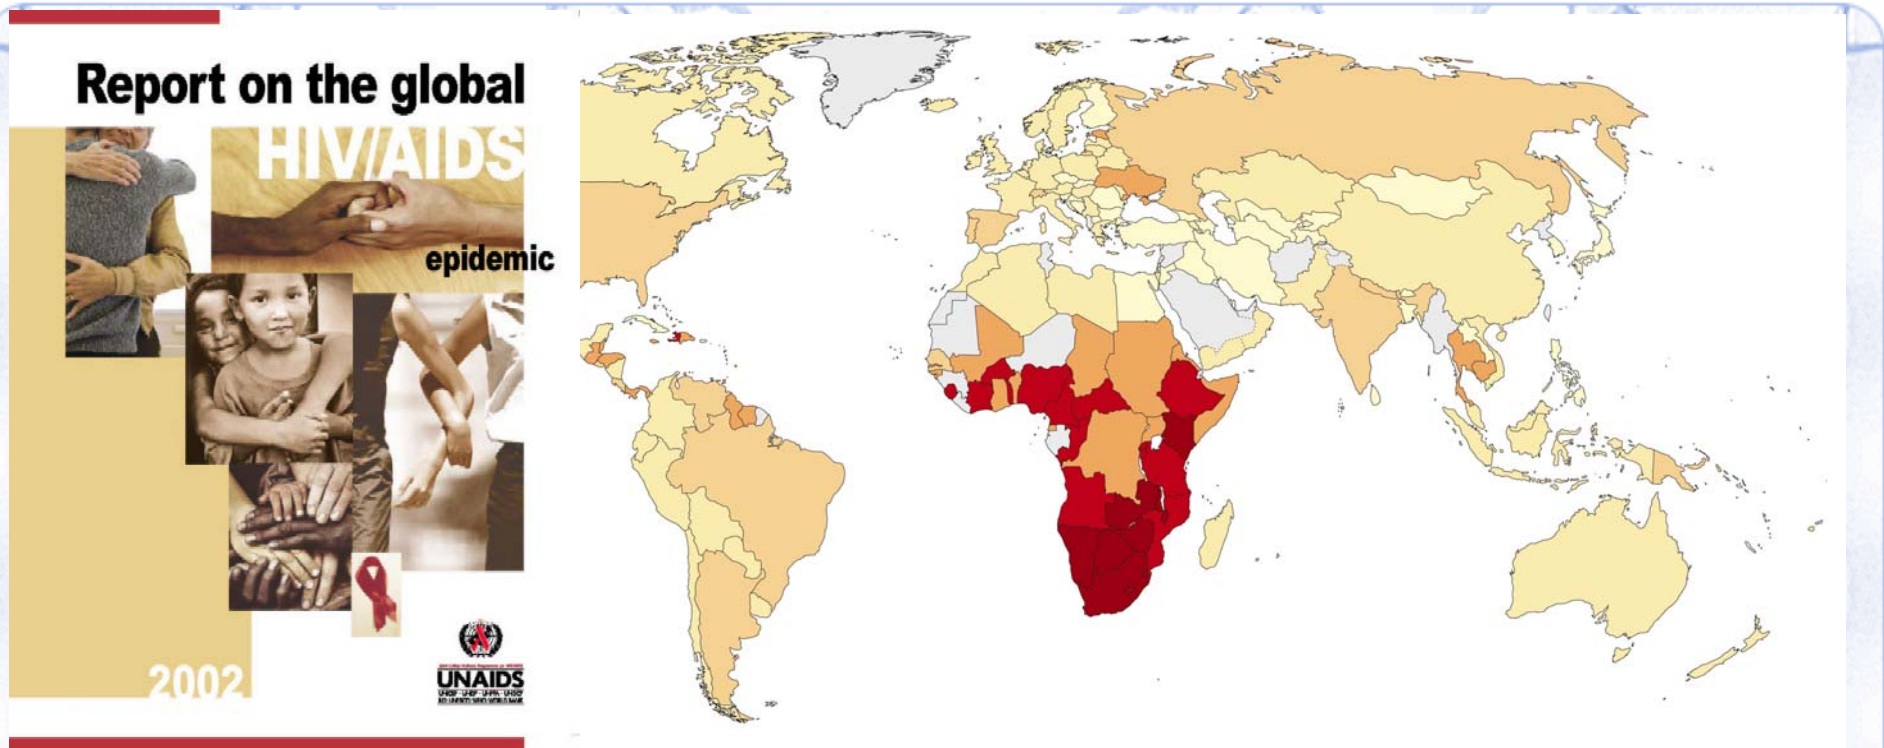 Report on the global
HIV/AIDS
epidemic
2002
UNAIDS